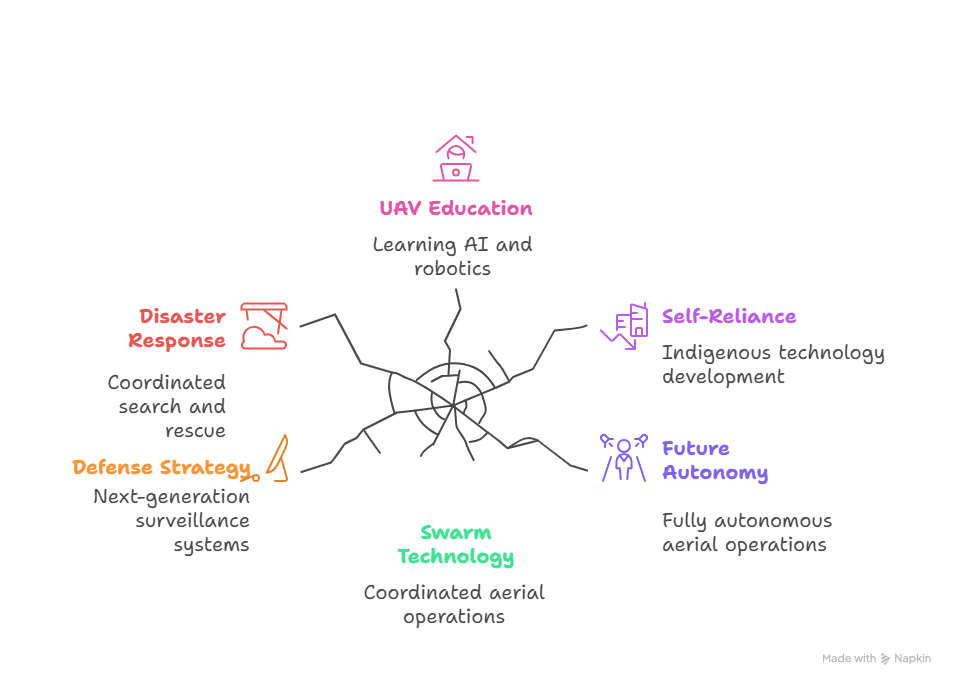 UAV Education
Learning AI and
robotics
Disaster
Response
Coordinated
search and
rescue
Self-Reliance
Indigenous technology
development
Defense Strategy
Next-generation
surveillance
systems
Future
Autonomy
Fully autonomous
aerial operations
Swarm
Technology
Coordinated aerial
operations
Made with Napkin